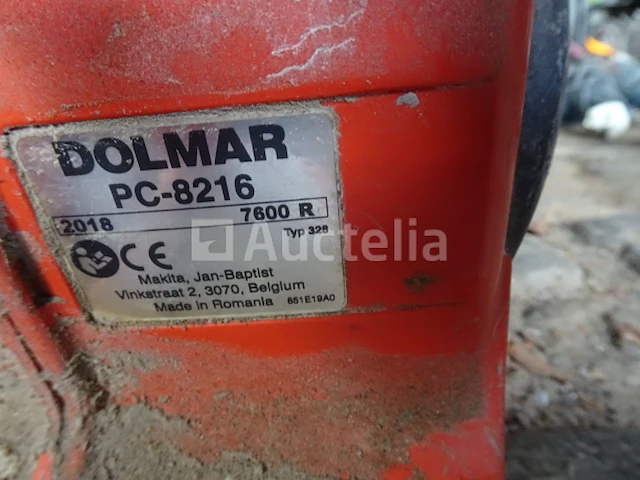 DOLMAR
PC-8216
2018 7600 R
Typ 328
CE
Makita, Jan-Baptist
Vinkstraat 2, 3070, Belgium
Made in Romania 851E19A0
Auctelia